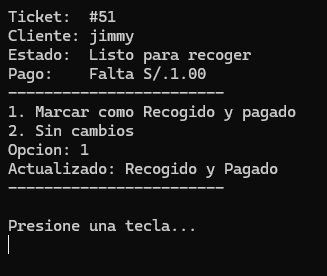 Ticket:  #51
Cliente: jimmy
Estado:  Listo para recoger
Pago:    Falta S/.1.00
------------------------
1. Marcar como Recogido y pagado
2. Sin cambios
Opcion: 1
Actualizado: Recogido y Pagado
------------------------
Presione una tecla...